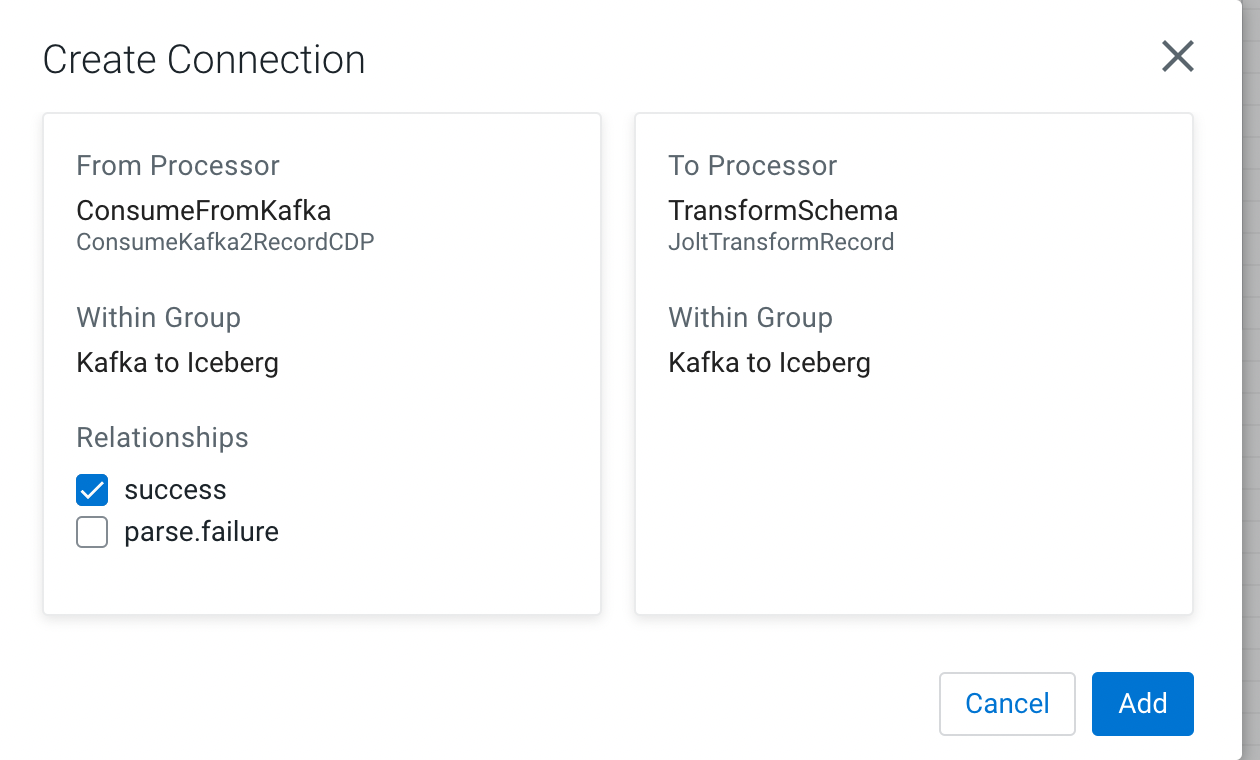 Create Connection
From Processor
ConsumeFromKafka
ConsumeKafka2RecordCDP
Within Group
Kafka to Iceberg
Relationships
success
parse.failure
To Processor
TransformSchema
JoltTransformRecord
Within Group
Kafka to Iceberg
Cancel
Add